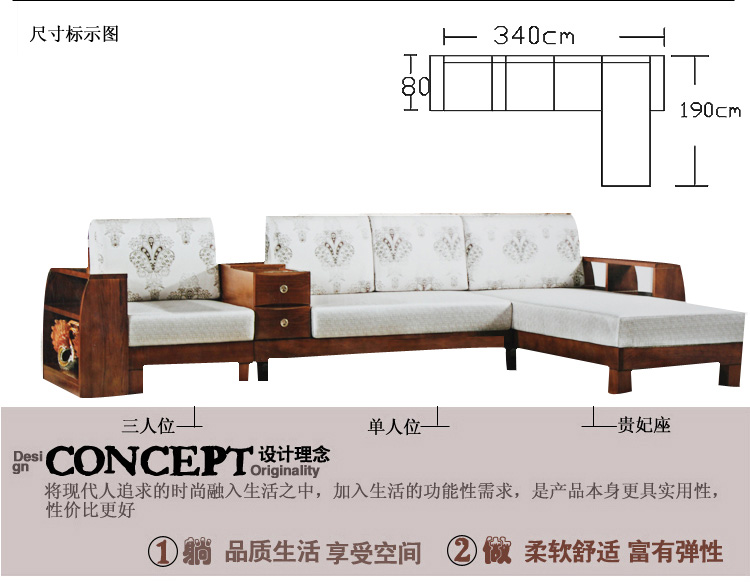 尺寸标示图
340cm
80
190cm
三人位
单人位
贵妃座
Desi
gn
CONCEPT
设计理念
Originality
将现代人追求的时尚融入生活之中，加入生活的功能性需求，是产品本身更具实用性，
性价比更好
①躺 品质生活 享受空间 ②做 柔软舒适 富有弹性